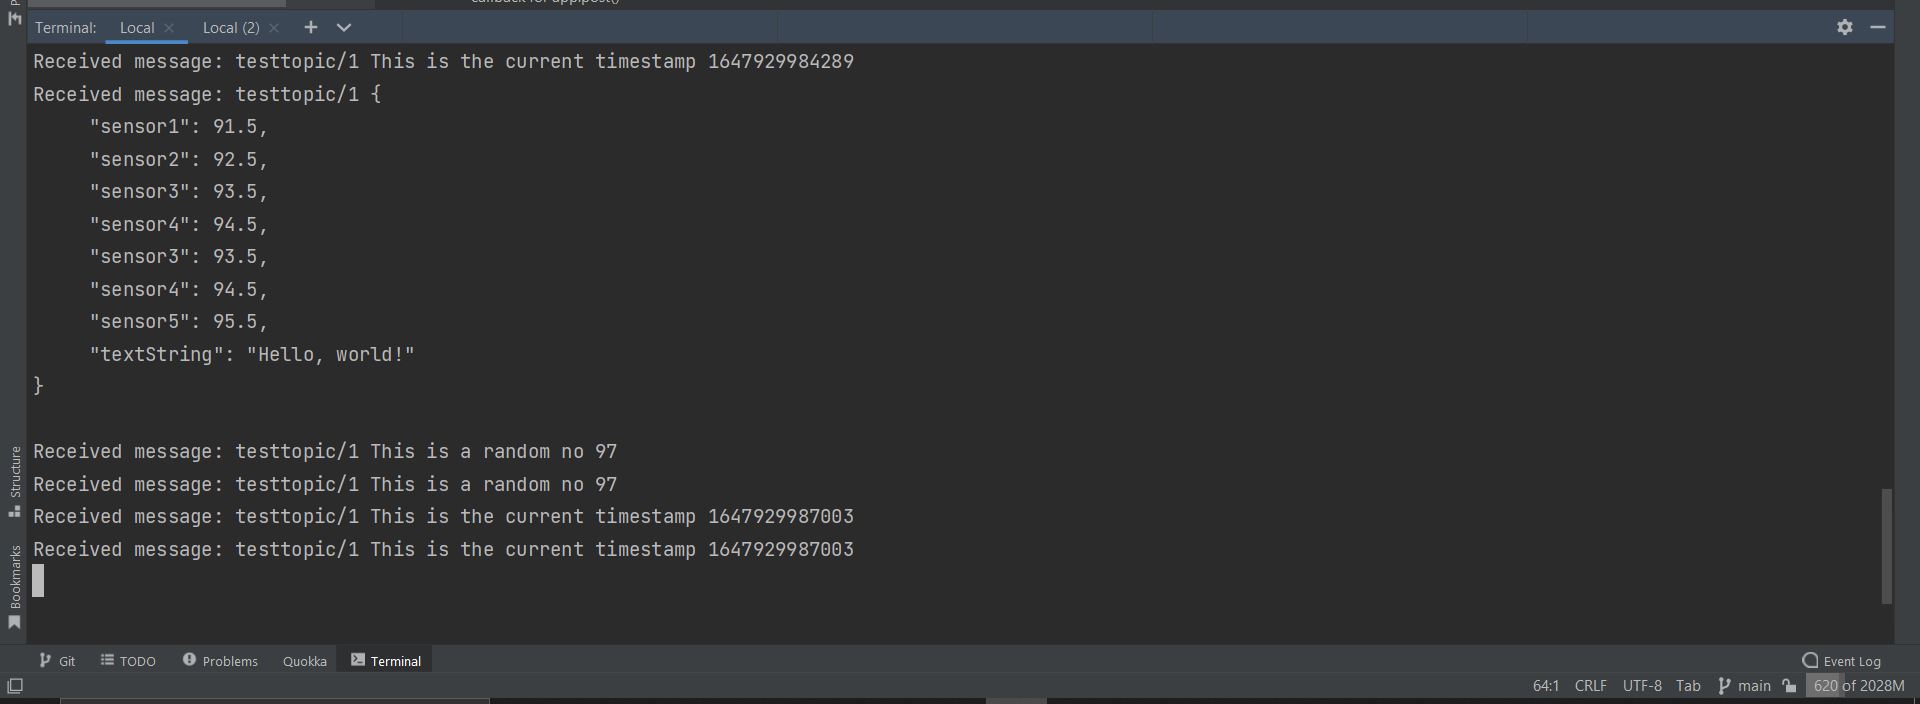 callback for app.post()
Terminal: Local Local (2)
Received message: testtopic/1 This is the current timestamp 1647929984289
Received message: testtopic/1 {
"sensor1": 91.5,
"sensor2": 92.5,
"sensor3": 93.5,
"sensor4": 94.5,
"sensor3": 93.5,
"sensor4": 94.5,
"sensor5": 95.5,
"textString": "Hello, world!"
}
Received message: testtopic/1 This is a random no 97
Received message: testtopic/1 This is a random no 97
Received message: testtopic/1 This is the current timestamp 1647929987003
Received message: testtopic/1 This is the current timestamp 1647929987003
Structure
Bookmarks
Git TODO Problems Quokka Terminal Event Log
64:1 CRLF UTF-8 Tab main 620 of 2028M